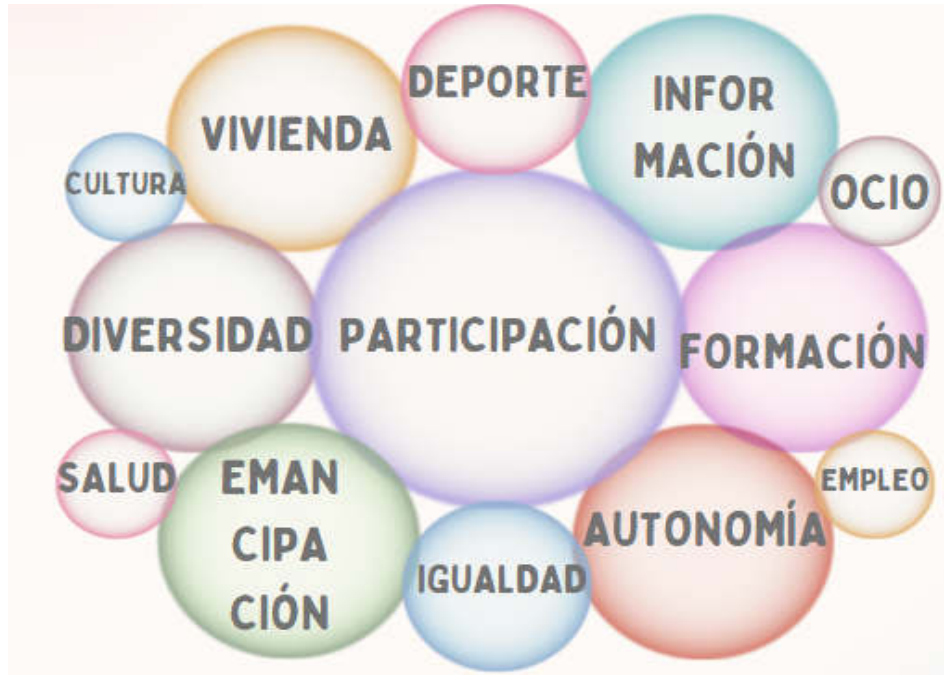 DEPORTE
INFOR
MACIÓN
VIVIENDA
CULTURA
OCIO
DIVERSIDAD
PARTICIPACIÓN
FORMACIÓN
SALUD
EMAN
CIPA
CIÓN
EMPLEO
AUTONOMÍA
IGUALDAD